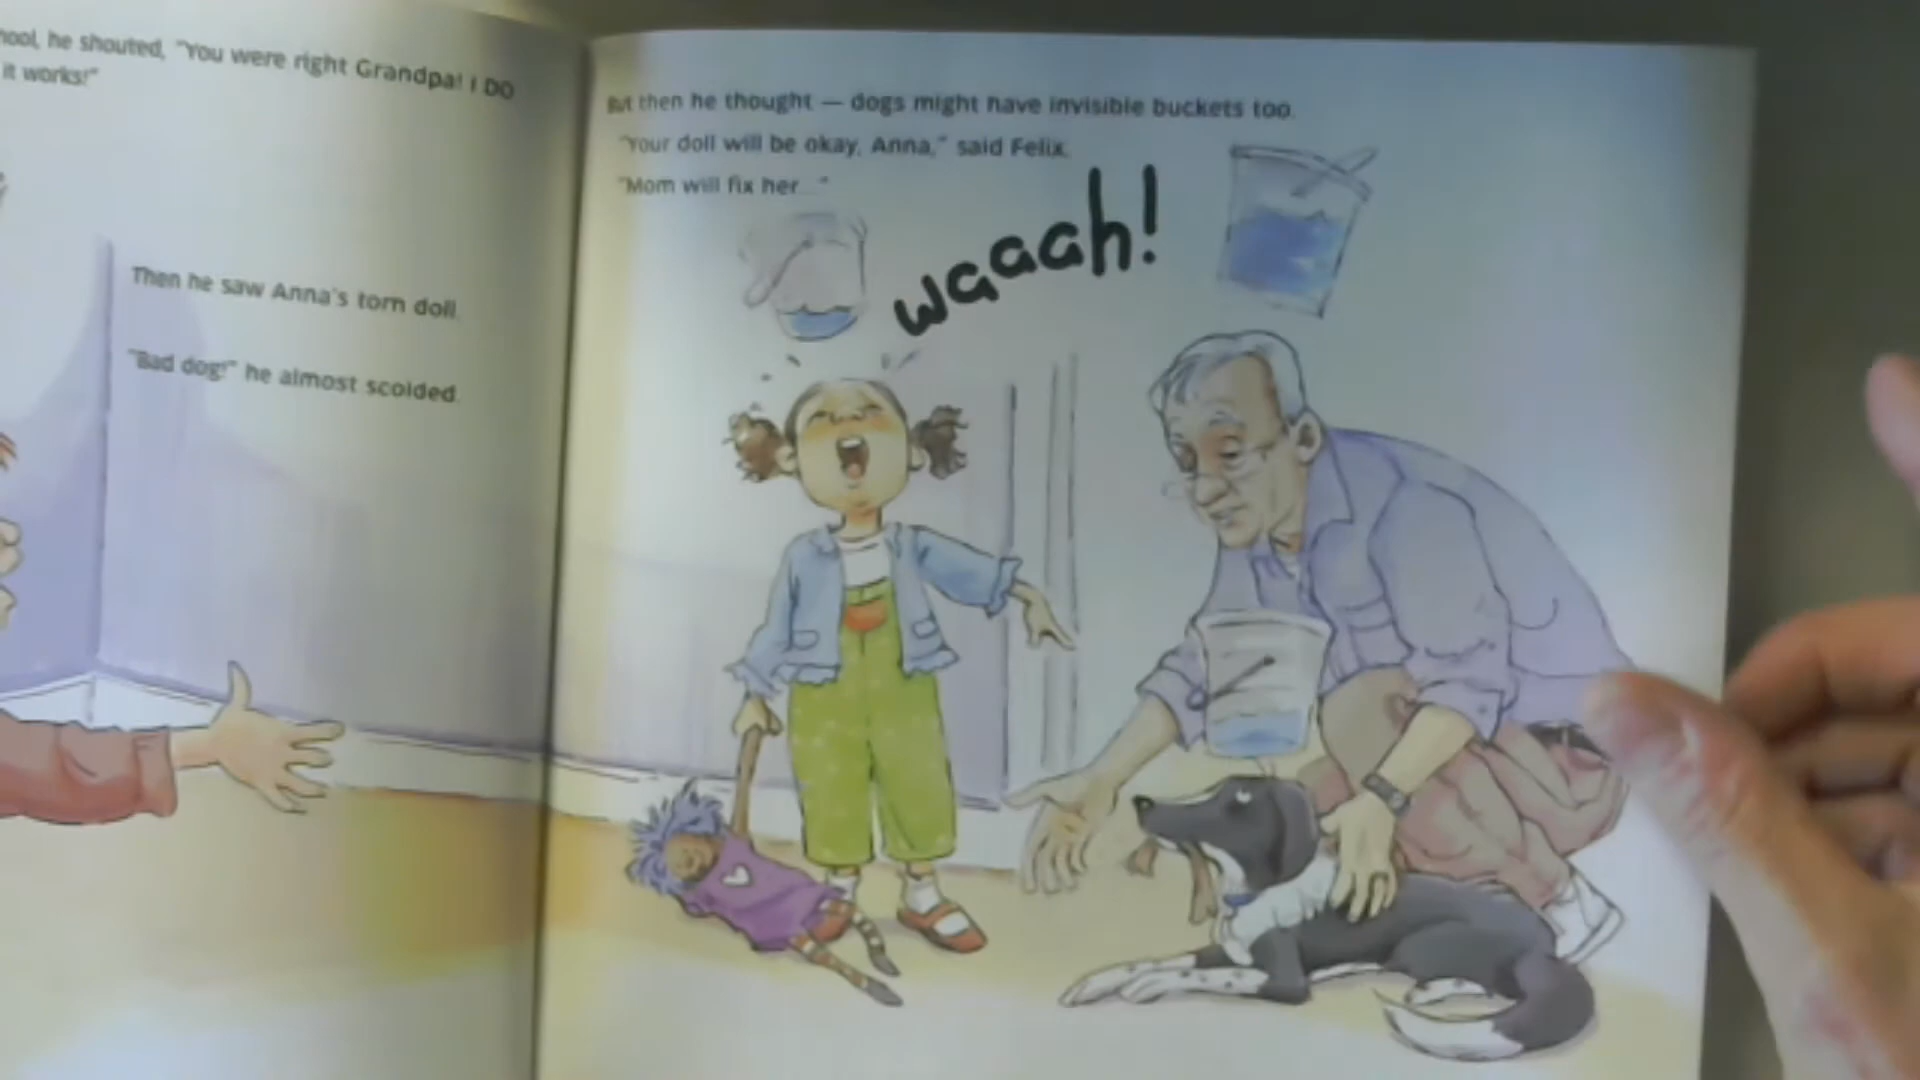 hool, he shouted, "You were right Grandpa! I DO
it works!"
Then he saw Anna's torn doll.
"Bad dog!" he almost scolded.
But then he thought — dogs might have invisible buckets too.
"Your doll will be okay, Anna," said Felix.
"Mom will fix her..."
waaah!